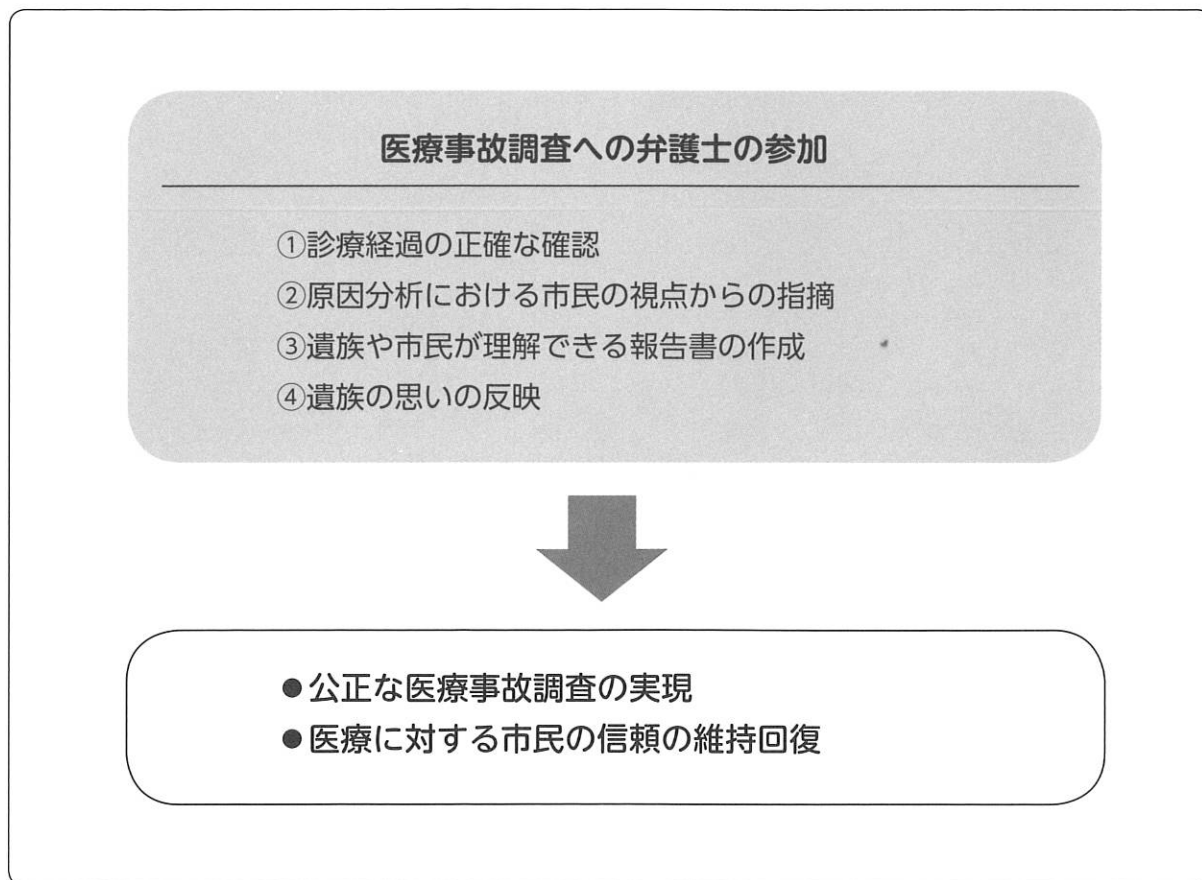 医療事故調査への弁護士の参加
①診療経過の正確な確認
②原因分析における市民の視点からの指摘
③遺族や市民が理解できる報告書の作成
④遺族の思いの反映
●公正な医療事故調査の実現
●医療に対する市民の信頼の維持回復